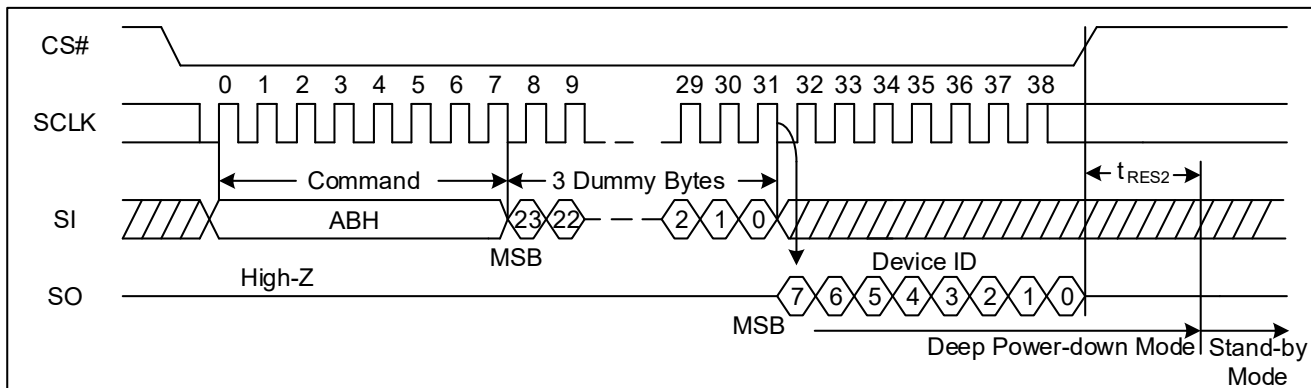 CS#
0 1 2 3 4 5 6 7 8 9 29 30 31 32 33 34 35 36 37 38
SCLK
Command 3 Dummy Bytes tRES2
SI ABH 23 22 2 1 0
MSB
High-Z Device ID
SO 7 6 5 4 3 2 1 0
MSB
Deep Power-down Mode Stand-by
Mode